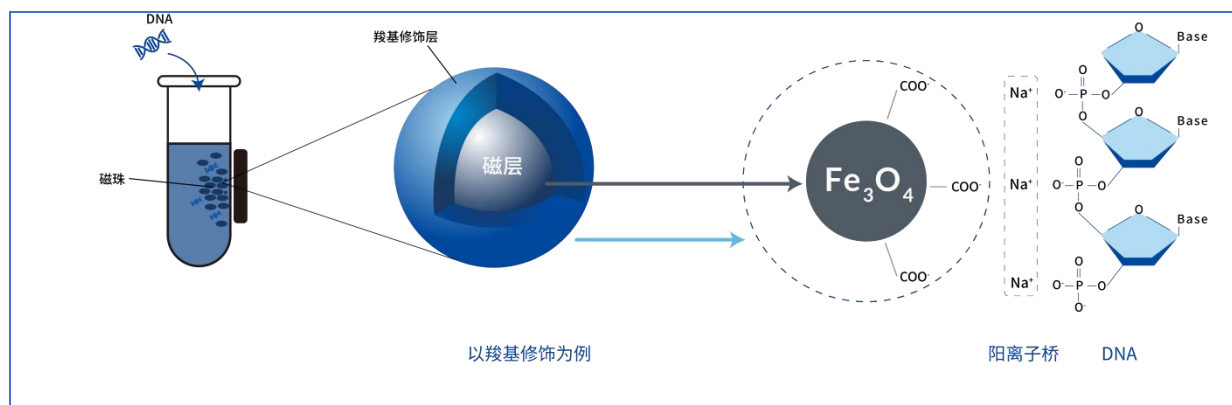 DNA
磁珠
羧基修饰层
磁层
Fe₃O₄
COO⁻
COO⁻
COO⁻
Na⁺
Na⁺
Na⁺
O
Base
O
O⁻—P—O
O
O
Base
O
O⁻—P—O
O
O
Base
O
O⁻—P—O
O⁻
以羧基修饰为例
阳离子桥
DNA